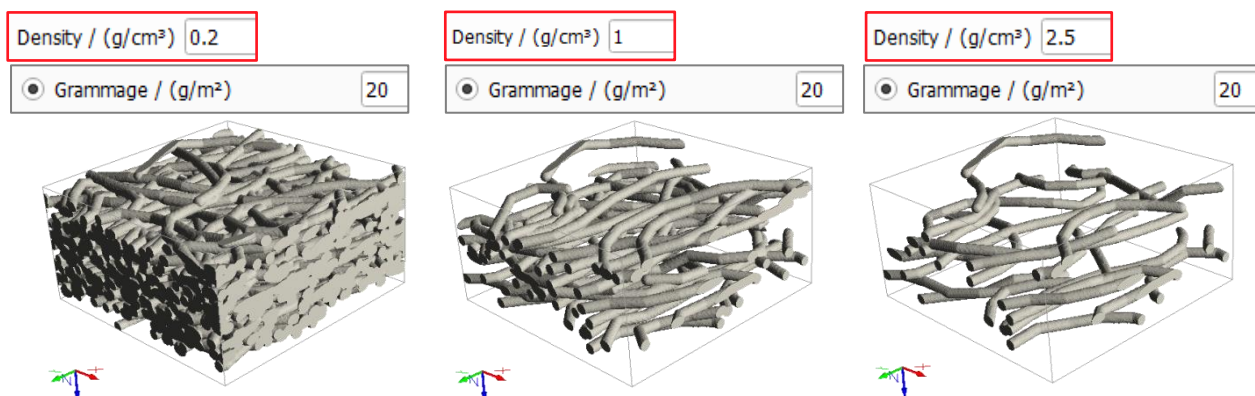 Density / (g/cm³) 0.2
Grammage / (g/m²) 20
Density / (g/cm³) 1
Grammage / (g/m²) 20
Density / (g/cm³) 2.5
Grammage / (g/m²) 20